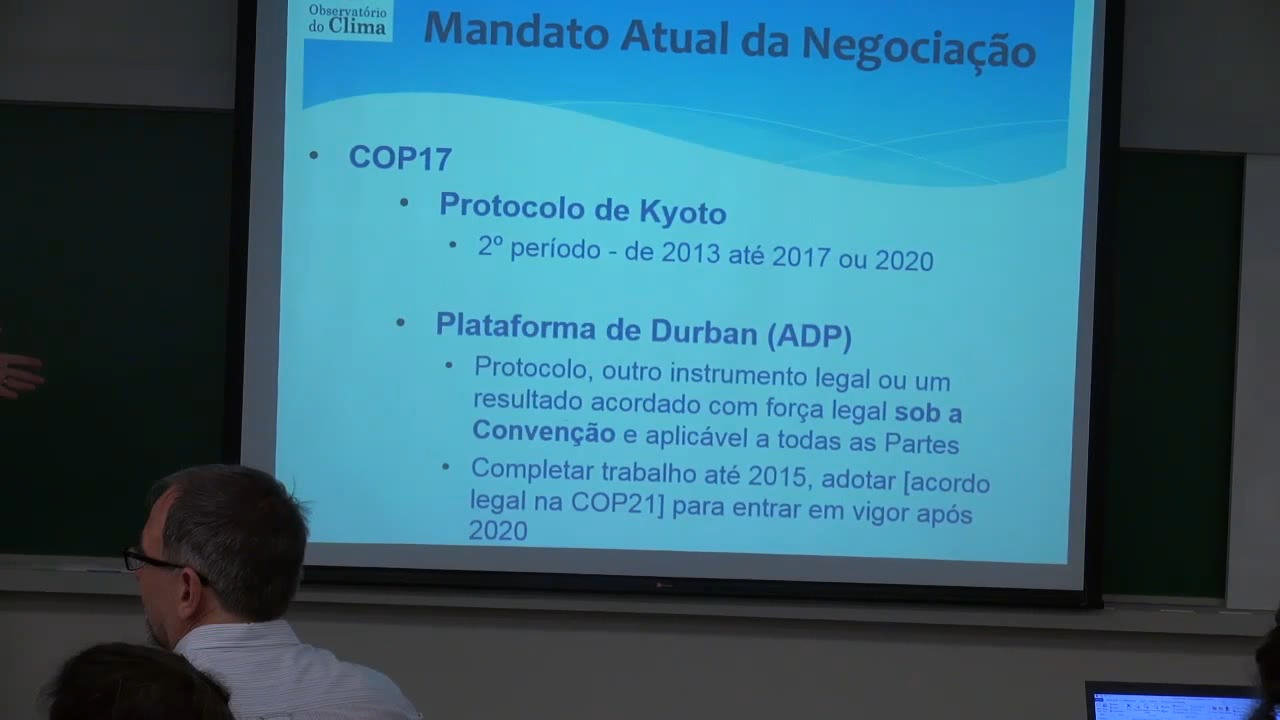 Observatório
do Clima
Mandato Atual da Negociação
• COP17
• Protocolo de Kyoto
• 2º período - de 2013 até 2017 ou 2020
• Plataforma de Durban (ADP)
• Protocolo, outro instrumento legal ou um
resultado acordado com força legal sob a
Convenção e aplicável a todas as Partes
• Completar trabalho até 2015, adotar [acordo
legal na COP21] para entrar em vigor após
2020